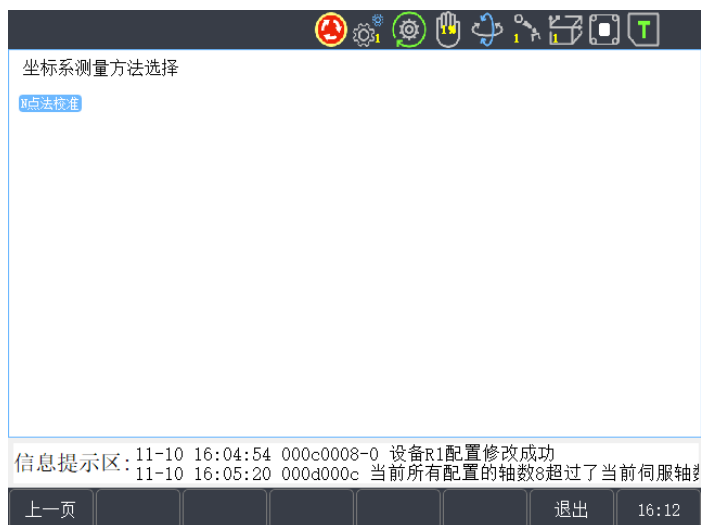 1
1
1
T
坐标系测量方法选择
N点法校准
信息提示区:
11-10 16:04:54 000c0008-0 设备R1配置修改成功
11-10 16:05:20 000d000c 当前所有配置的轴数8超过了当前伺服轴
上一页 退出 16:12